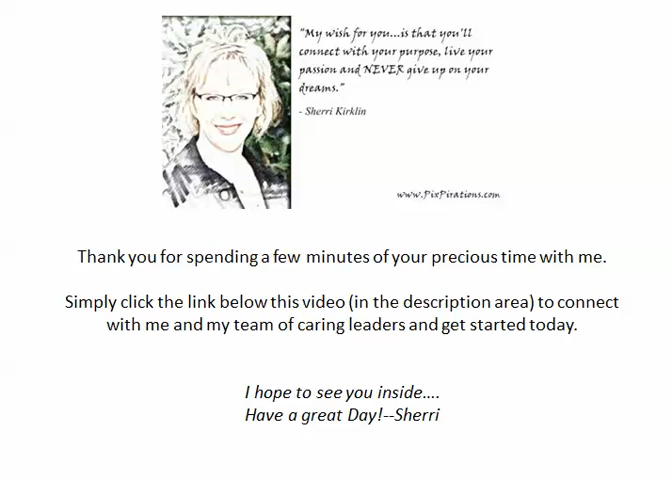 "My wish for you...is that you'll
connect with your purpose, live your
passion and NEVER give up on your
dreams."
- Sherri Kirklin
www.PixPirations.com
Thank you for spending a few minutes of your precious time with me.
Simply click the link below this video (in the description area) to connect
with me and my team of caring leaders and get started today.
I hope to see you inside....
Have a great Day!--Sherri